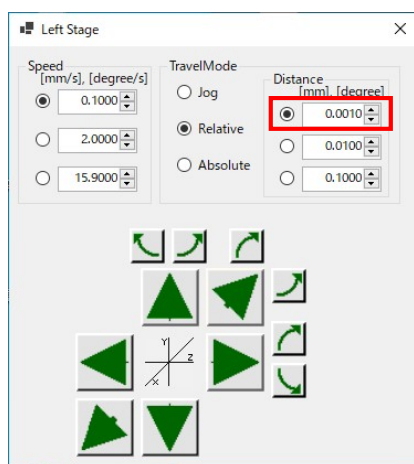 Left Stage
Speed
[mm/s], [degree/s]
0.1000
2.0000
15.9000
TravelMode
Jog
Relative
Absolute
Distance
[mm], [degree]
0.0010
0.0100
0.1000
Y
Z
X